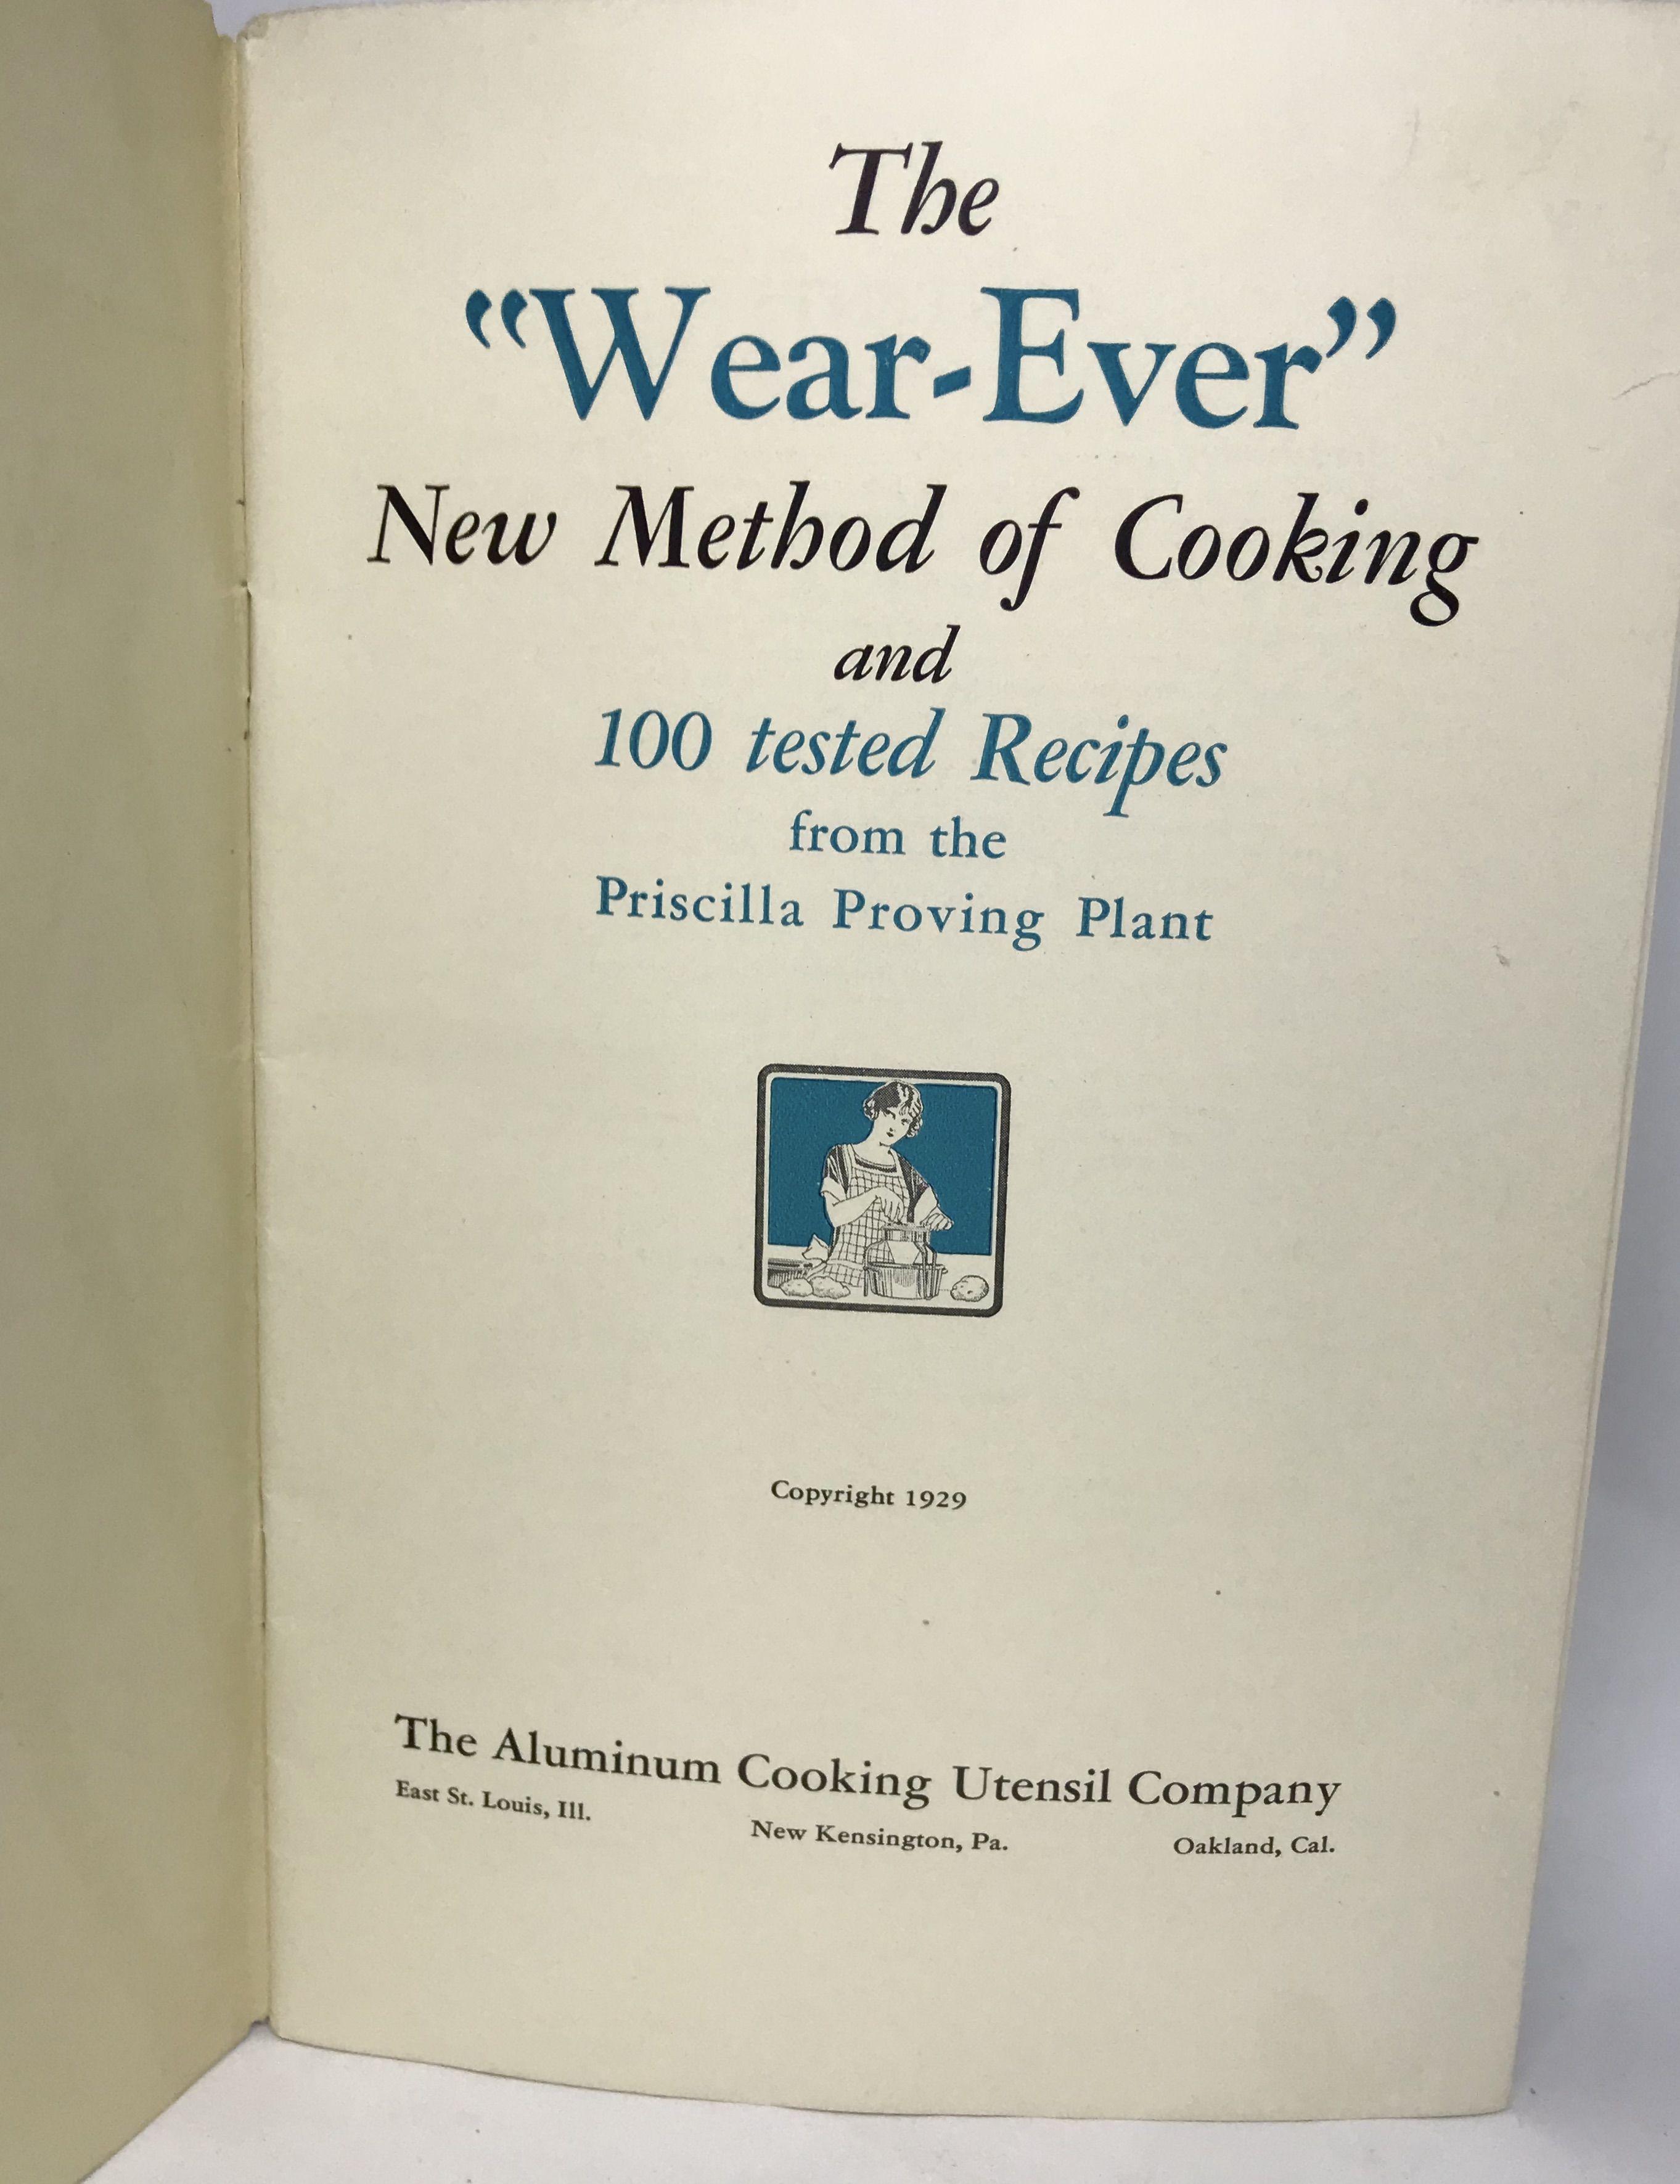 The
“Wear-Ever”
New Method of Cooking
and
100 tested Recipes
from the
Priscilla Proving Plant
Copyright 1929
The Aluminum Cooking Utensil Company
East St. Louis, Ill. New Kensington, Pa. Oakland, Cal.